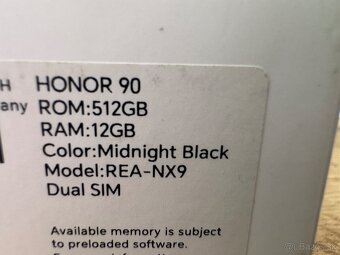 H HONOR 90
any ROM:512GB
RAM:12GB
Color:Midnight Black
Model:REA-NX9
Dual SIM
Available memory is subject
to preloaded software.